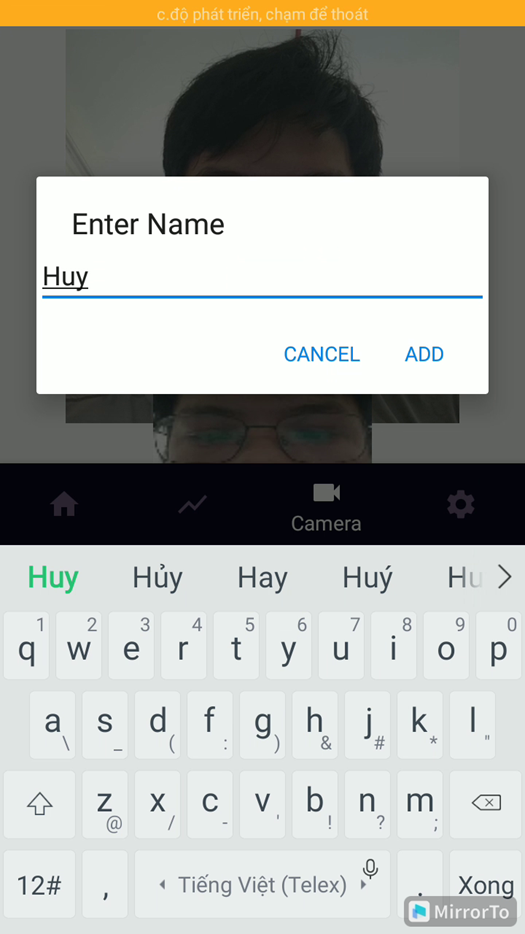 c.độ phát triển, chạm để thoát
Enter Name
Huy
CANCEL ADD
Camera
Huy Hủy Hay Huý Hu
1 2 3 4 5 6 7 8 9 0
q w e r t y u i o p
a s d f g h j k l
\ _ ( : ) & # * "
z x c v b n m
@ / - ' ! ? ;
12# , Tiếng Việt (Telex) . Xong
MirrorTo